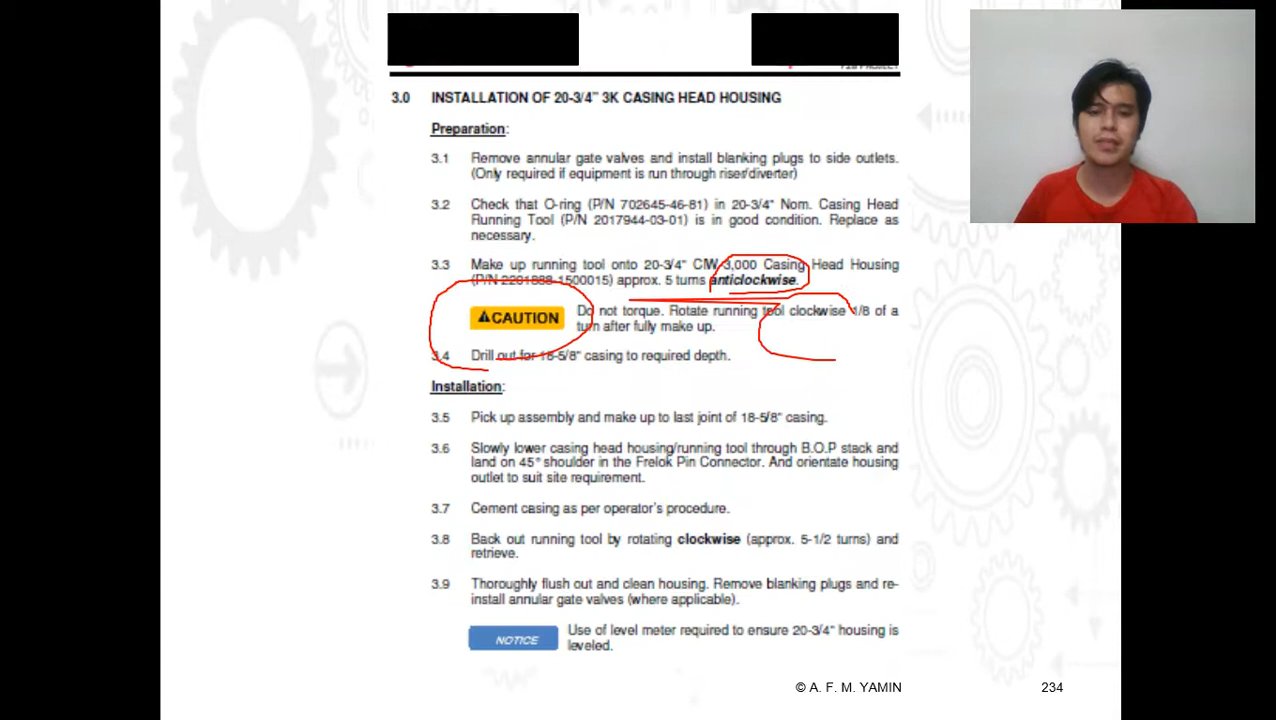 3.0 INSTALLATION OF 20-3/4" 3K CASING HEAD HOUSING
Preparation:
3.1 Remove annular gate valves and install blanking plugs to side outlets.
(Only required if equipment is run through riser/diverter)
3.2 Check that O-ring (P/N 702645-46-81) in 20-3/4" Nom. Casing Head
Running Tool (P/N 2017944-03-01) is in good condition. Replace as
necessary.
3.3 Make up running tool onto 20-3/4" CIW 3,000 Casing Head Housing
(P/N 2201888-1500015) approx. 5 turns anticlockwise.
⚠CAUTION Do not torque. Rotate running tool clockwise 1/8 of a
turn after fully make up.
3.4 Drill out for 18-5/8" casing to required depth.
Installation:
3.5 Pick up assembly and make up to last joint of 18-5/8" casing.
3.6 Slowly lower casing head housing/running tool through B.O.P stack and
land on 45° shoulder in the Frelok Pin Connector. And orientate housing
outlet to suit site requirement.
3.7 Cement casing as per operator's procedure.
3.8 Back out running tool by rotating clockwise (approx. 5-1/2 turns) and
retrieve.
3.9 Thoroughly flush out and clean housing. Remove blanking plugs and re-
install annular gate valves (where applicable).
NOTICE Use of level meter required to ensure 20-3/4" housing is
leveled.
© A. F. M. YAMIN 234